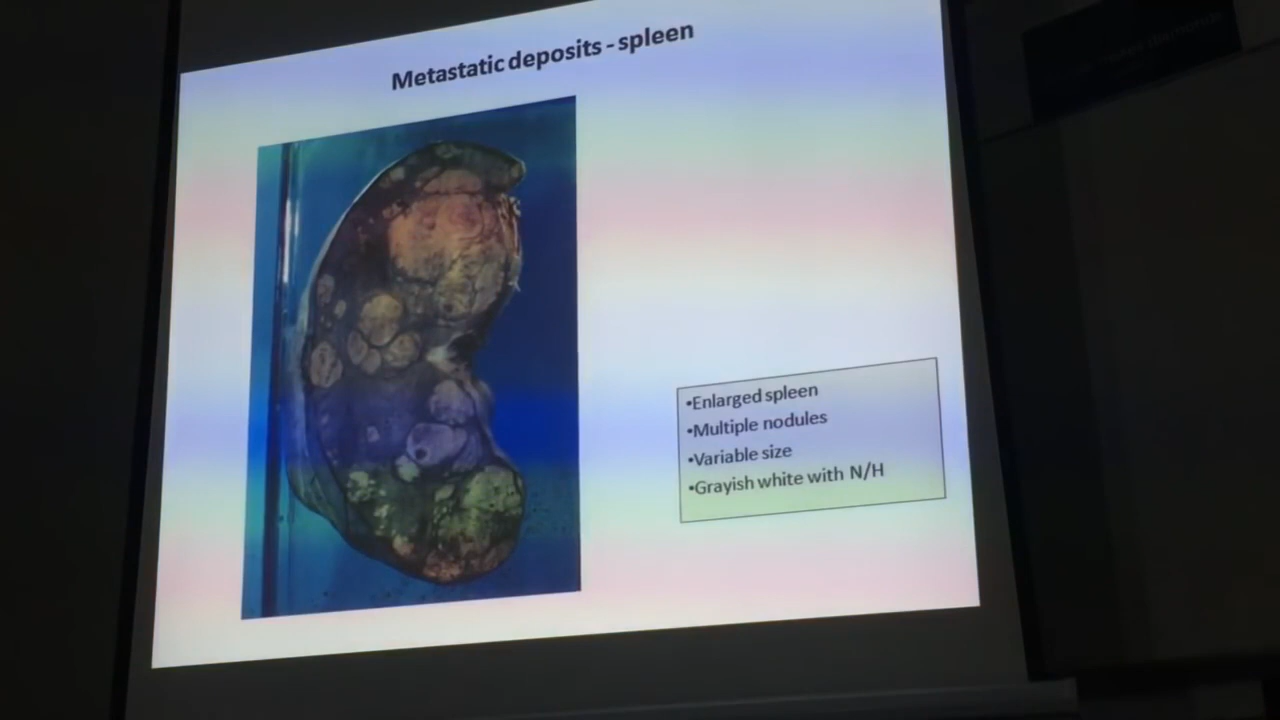 Metastatic deposits - spleen
•Enlarged spleen
•Multiple nodules
•Variable size
•Grayish white with N/H